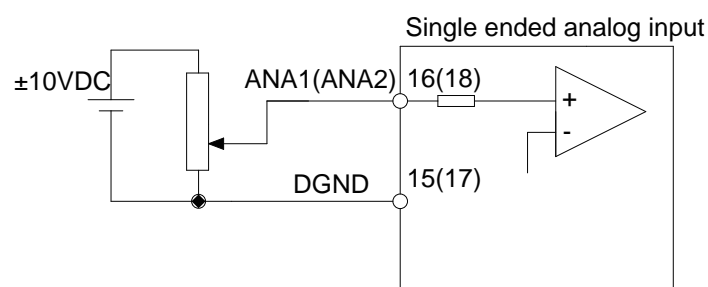 Single ended analog input
±10VDC
ANA1(ANA2)
16(18)
+
-
DGND
15(17)